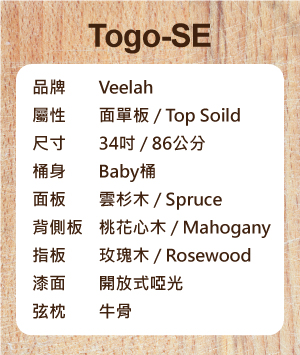 Togo-SE
品牌 Veelah
屬性 面單板 / Top Soild
尺寸 34吋 / 86公分
桶身 Baby桶
面板 雲杉木 / Spruce
背側板 桃花心木 / Mahogany
指板 玫瑰木 / Rosewood
漆面 開放式啞光
弦枕 牛骨